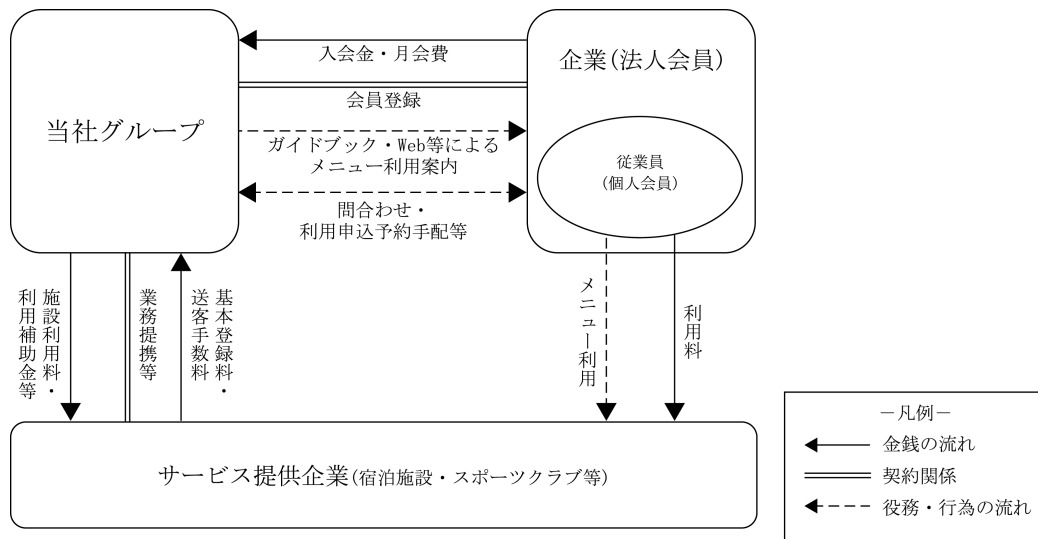 当社グループ
入会金・月会費
会員登録
ガイドブック・Web等による
メニュー利用案内
問合わせ・
利用申込予約手配等
企業(法人会員)
従業員
(個人会員)
施設利用料・
利用補助金等
業務提携等
基本登録料・
送客手数料
メニュー利用
利用料
サービス提供企業(宿泊施設・スポーツクラブ等)
－凡例－
金銭の流れ
契約関係
役務・行為の流れ